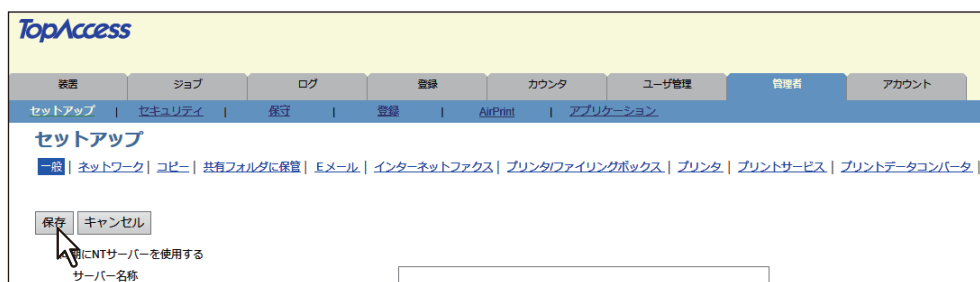 TopAccess
装置 ジョブ ログ 登録 カウンタ ユーザ管理 管理者 アカウント
セットアップ | セキュリティ | 保守 | 登録 | AirPrint | アプリケーション
セットアップ
一般 | ネットワーク | コピー | 共有フォルダに保管 | Eメール | インターネットファクス | プリンタ/ファイリングボックス | プリンタ | プリントサービス | プリントデータコンバータ |
保存 キャンセル
期にNTサーバーを使用する
サーバー名称